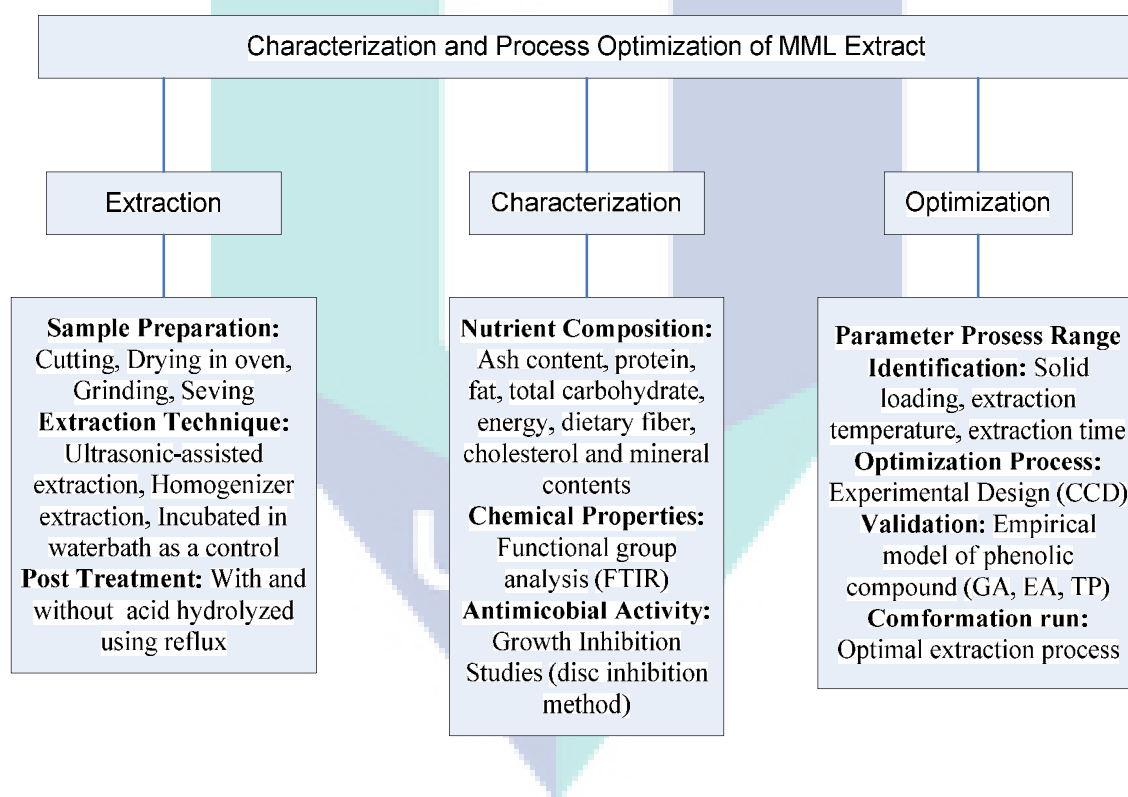 Characterization and Process Optimization of MML Extract
Extraction
Characterization
Optimization
Sample Preparation:
Cutting, Drying in oven,
Grinding, Seving
Extraction Technique:
Ultrasonic-assisted
extraction, Homogenizer
extraction, Incubated in
waterbath as a control
Post Treatment: With and
without acid hydrolyzed
using reflux
Nutrient Composition:
Ash content, protein,
fat, total carbohydrate,
energy, dietary fiber,
cholesterol and mineral
contents
Chemical Properties:
Functional group
analysis (FTIR)
Antimicobial Activity:
Growth Inhibition
Studies (disc inhibition
method)
Parameter Prosess Range
Identification: Solid
loading, extraction
temperature, extraction time
Optimization Process:
Experimental Design (CCD)
Validation: Empirical
model of phenolic
compound (GA, EA, TP)
Comformation run:
Optimal extraction process